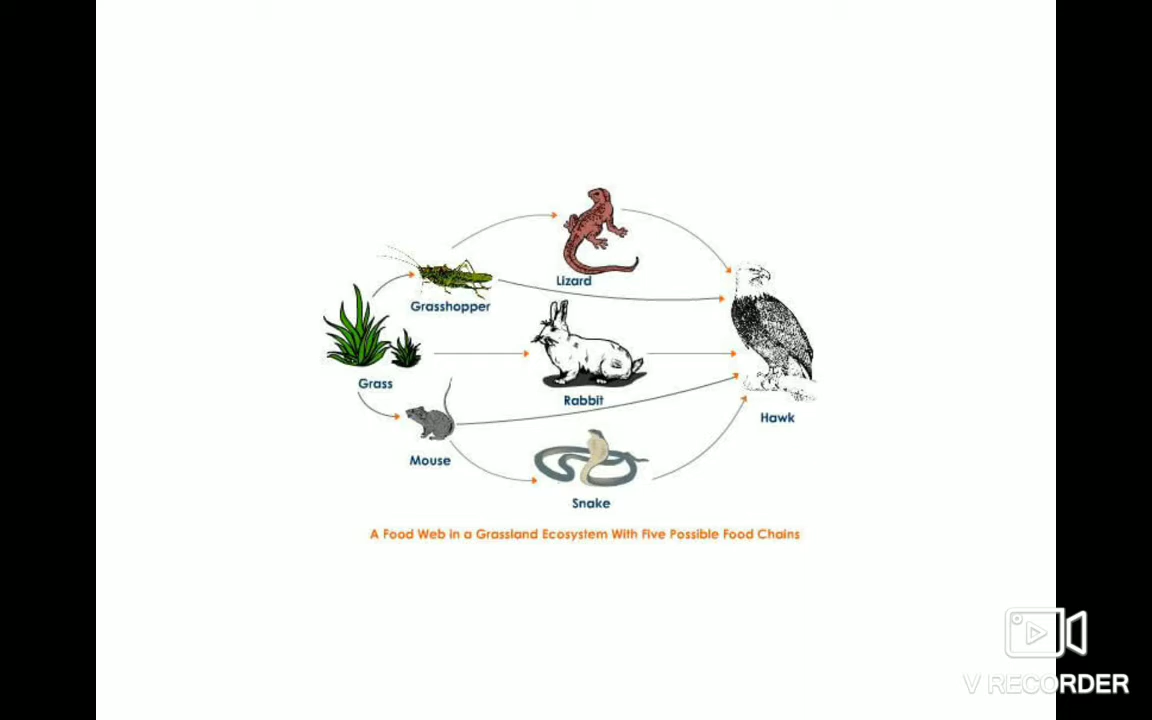 Lizard
Grasshopper
Grass
Rabbit
Hawk
Mouse
Snake
A Food Web in a Grassland Ecosystem With Five Possible Food Chains
V RECORDER